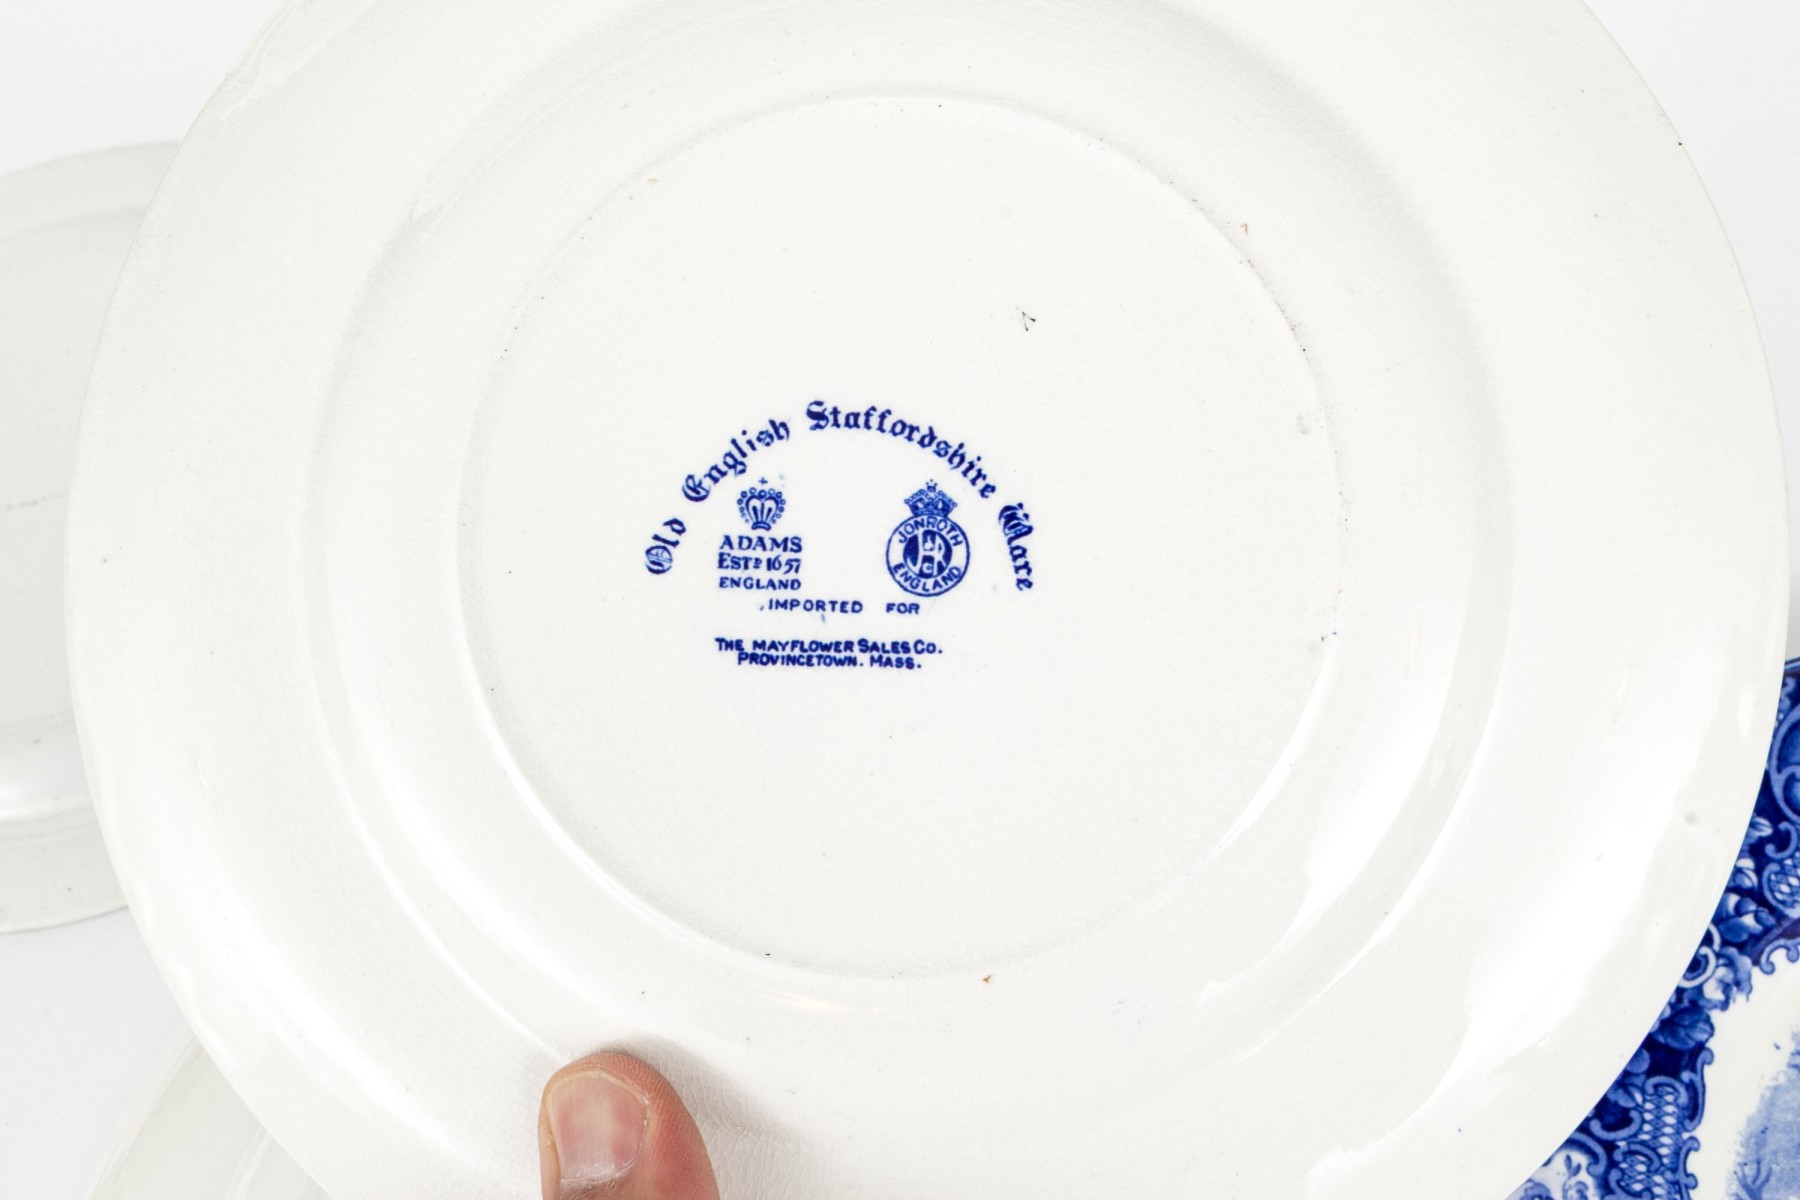 Old English Staffordshire Ware
ADAMS
ESTD 1657
ENGLAND
JONROTH
ENGLAND
IMPORTED FOR
THE MAYFLOWER SALES CO.
PROVINCETOWN. MASS.